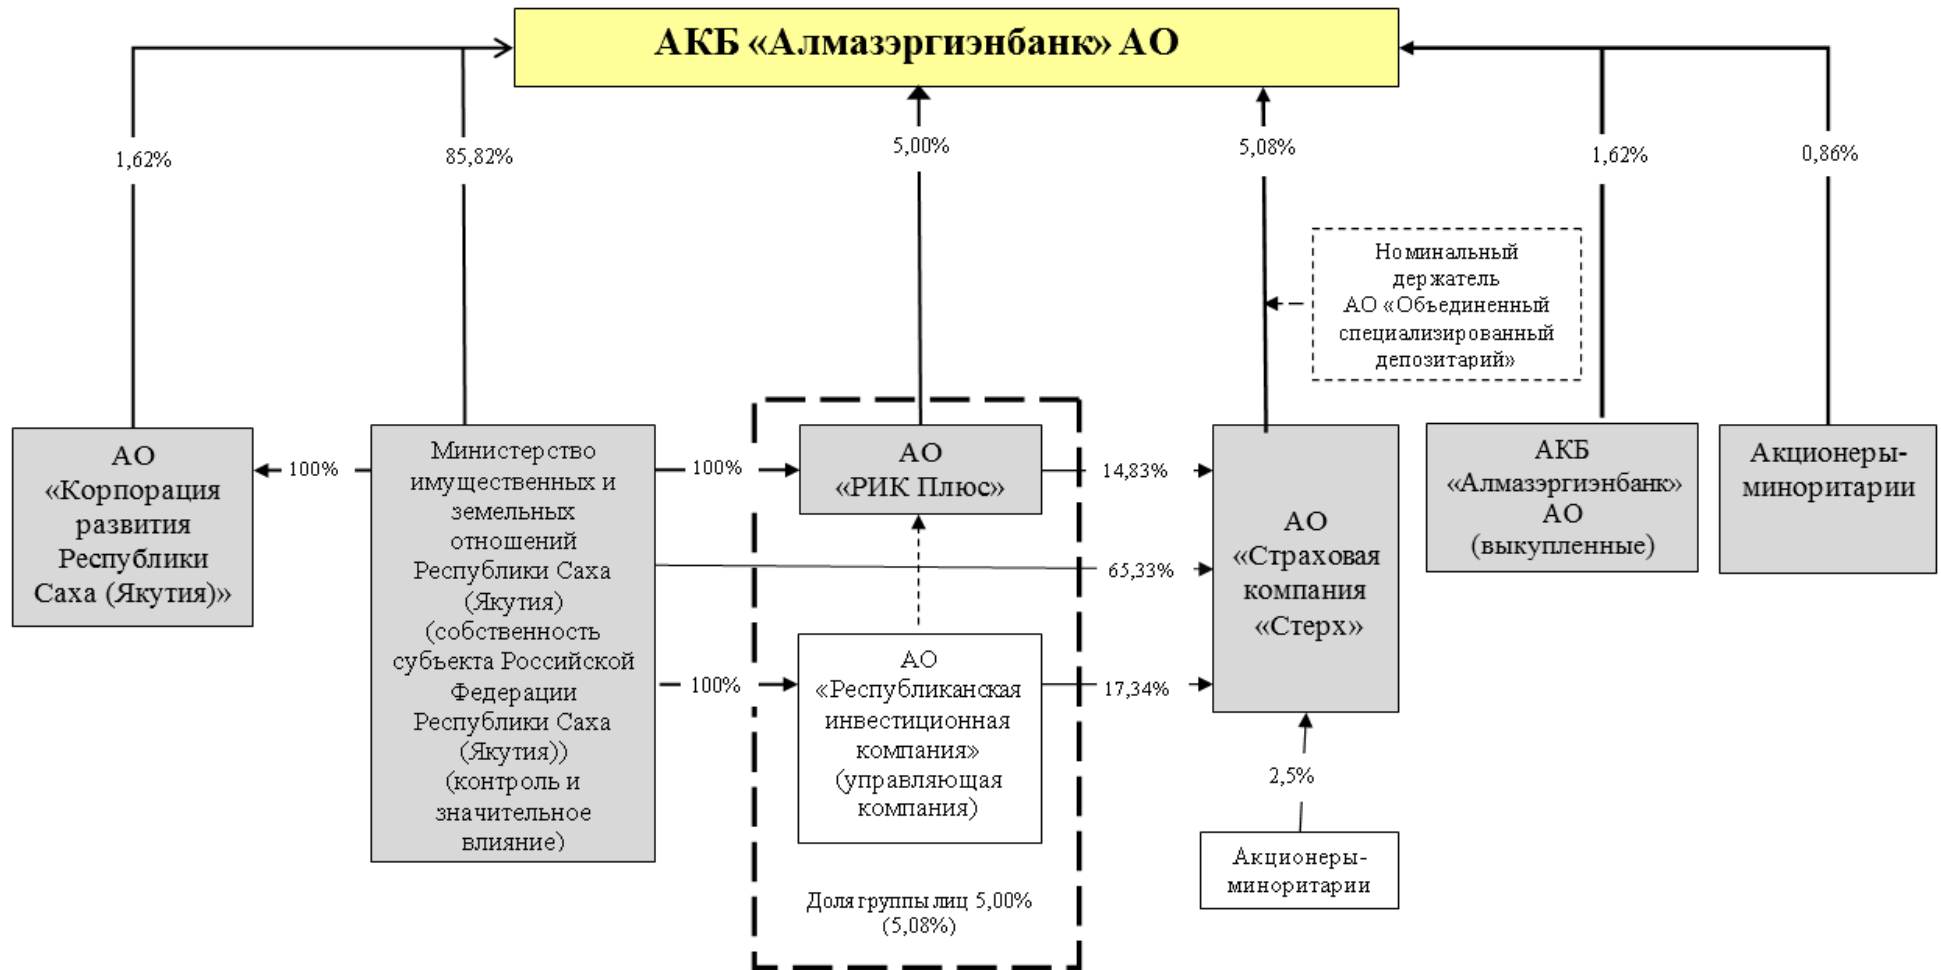 АКБ «Алмазэргиэнбанк» АО
1,62%
85,82%
5,00%
5,08%
1,62%
0,86%
Номинальный
держатель
АО «Объединенный
специализированный
депозитарий»
АО
«Корпорация
развития
Республики
Саха (Якутия)»
100%
Министерство
имущественных и
земельных
отношений
Республики Саха
(Якутия)
(собственность
субъекта Российской
Федерации
Республики Саха
(Якутия))
(контроль и
значительное
влияние)
100%
АО
«РИК Плюс»
14,83%
65,33%
100%
АО
«Республиканская
инвестиционная
компания»
(управляющая
компания)
17,34%
Доля группы лиц 5,00%
(5,08%)
АО
«Страховая
компания
«Стерх»
2,5%
Акционеры-
миноритарии
АКБ
«Алмазэргиэнбанк»
АО
(выкупленные)
Акционеры-
миноритарии